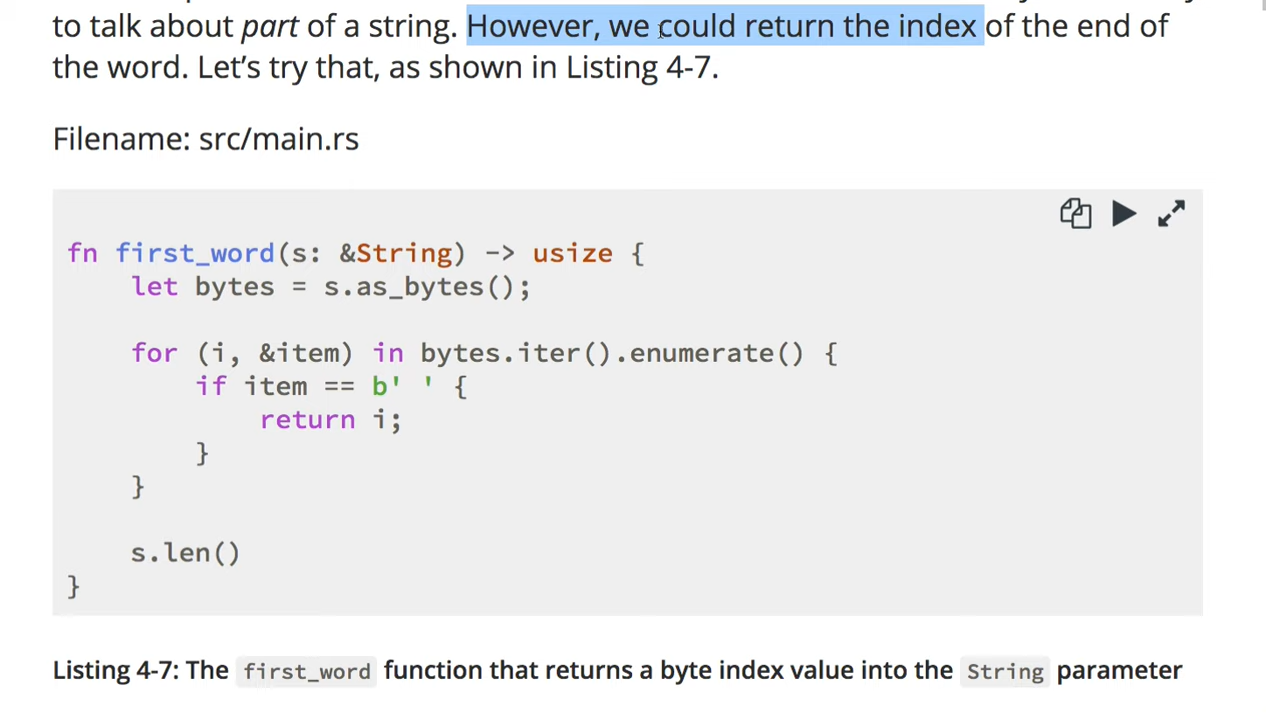 to talk about part of a string. However, we could return the index of the end of
the word. Let’s try that, as shown in Listing 4-7.
Filename: src/main.rs
fn first_word(s: &String) -> usize {
    let bytes = s.as_bytes();
    for (i, &item) in bytes.iter().enumerate() {
        if item == b' ' {
            return i;
        }
    }
    s.len()
}
Listing 4-7: The first_word function that returns a byte index value into the String parameter